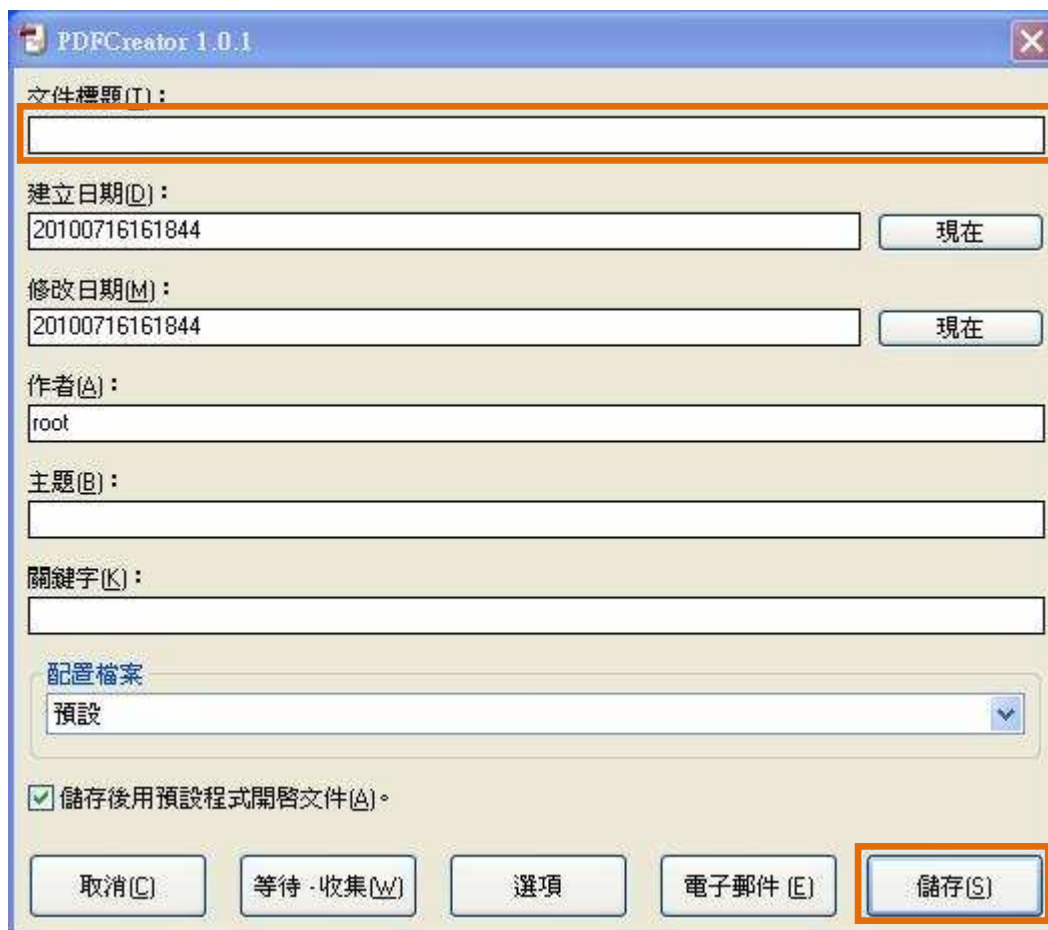 PDFCreator 1.0.1
文件標題(T)：
建立日期(D)：
20100716161844 現在
修改日期(M)：
20100716161844 現在
作者(A)：
root
主題(B)：
關鍵字(K)：
配置檔案
預設
儲存後用預設程式開啓文件(A)。
取消(C) 等待 - 收集(W) 選項 電子郵件 (E) 儲存(S)